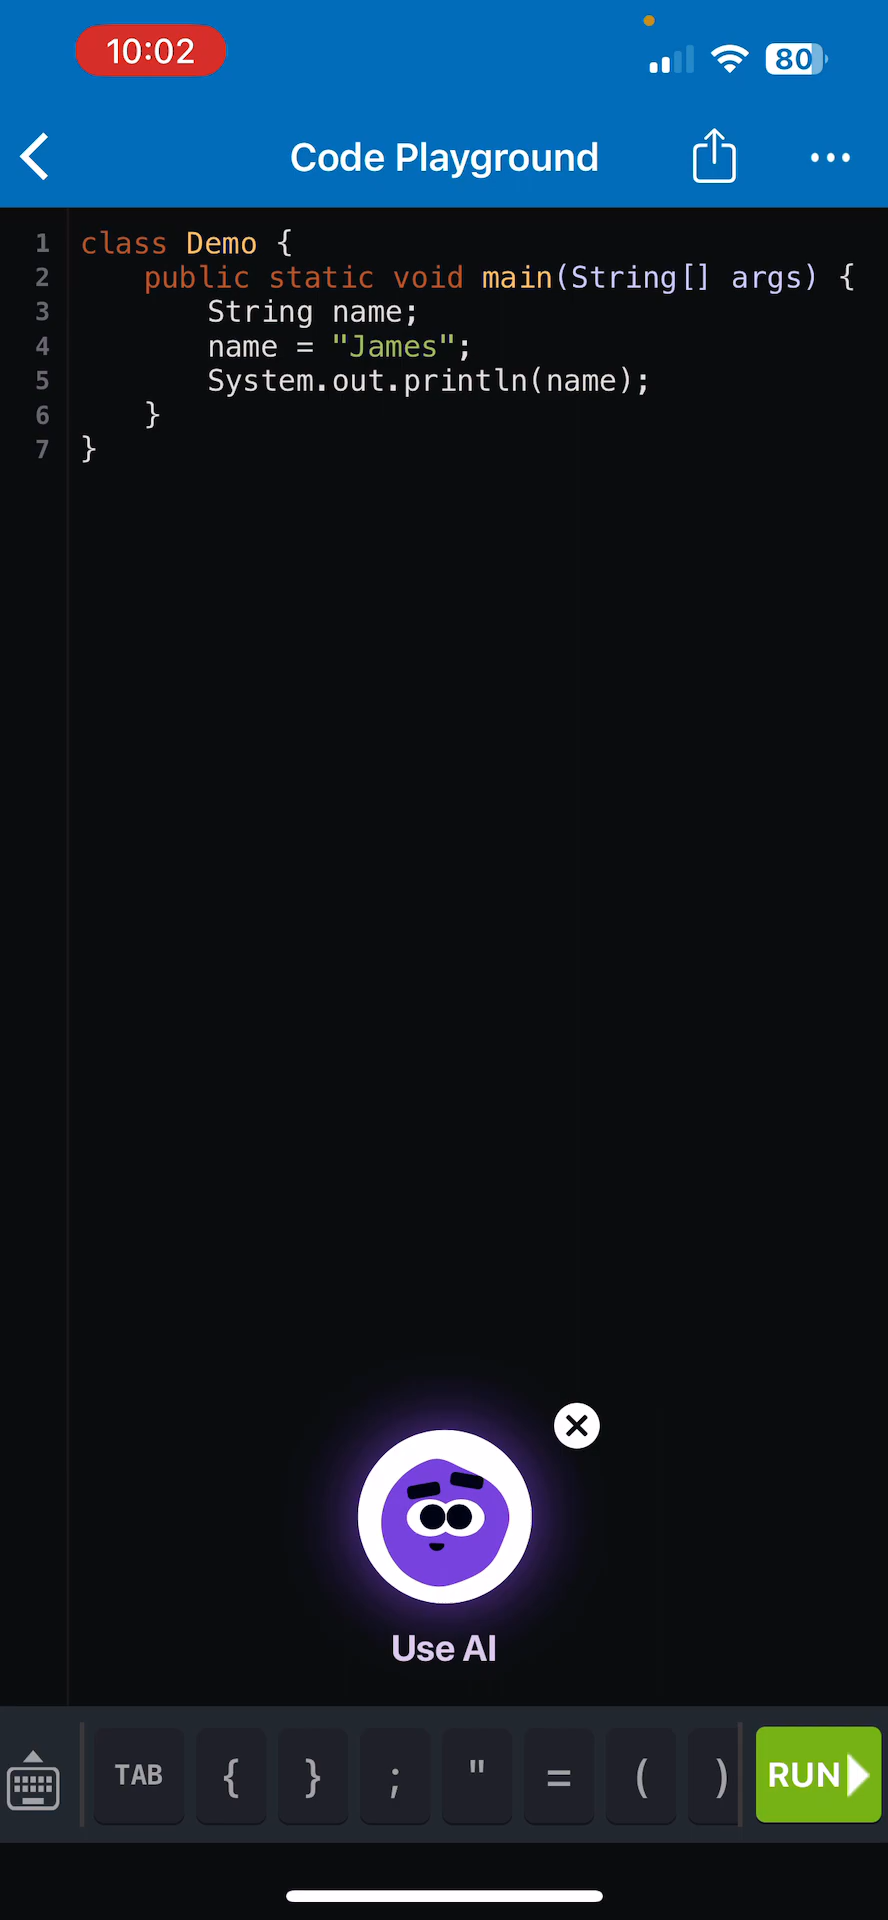 10:02
80
Code Playground
1 class Demo {
2     public static void main(String[] args) {
3         String name;
4         name = "James";
5         System.out.println(name);
6     }
7 }
Use AI
TAB { } ; " = ( ) RUN